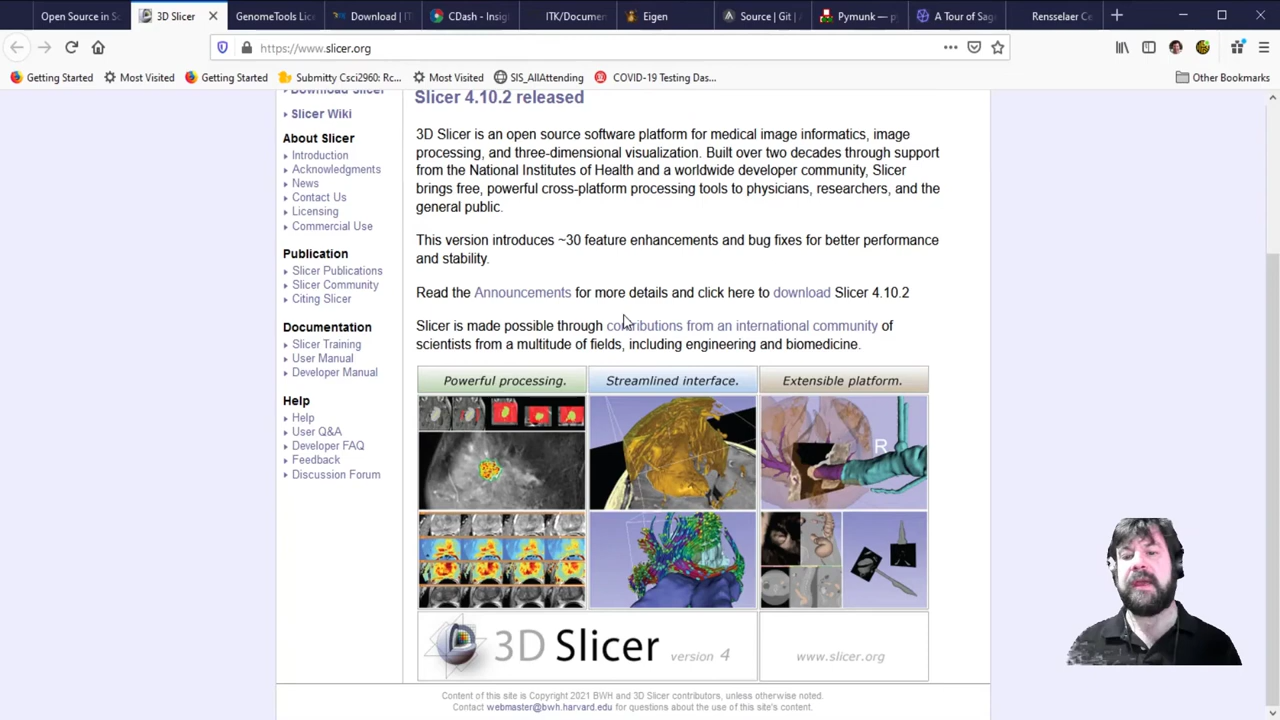 Open Source in Sc
3D Slicer
GenomeTools Lic
Download | IT
CDash - Insig
ITK/Documen
Eigen
Source | Git |
Pymunk — py
A Tour of Sage
Rensselaer Ce
https://www.slicer.org
Getting Started
Most Visited
Getting Started
Submitty Csci2960: Rc...
Most Visited
SIS_AllAttending
COVID-19 Testing Das...
Other Bookmarks
Download Slicer
Slicer Wiki
About Slicer
Introduction
Acknowledgments
News
Contact Us
Licensing
Commercial Use
Publication
Slicer Publications
Slicer Community
Citing Slicer
Documentation
Slicer Training
User Manual
Developer Manual
Help
Help
User Q&A
Developer FAQ
Feedback
Discussion Forum
Slicer 4.10.2 released
3D Slicer is an open source software platform for medical image informatics, image
processing, and three-dimensional visualization. Built over two decades through support
from the National Institutes of Health and a worldwide developer community, Slicer
brings free, powerful cross-platform processing tools to physicians, researchers, and the
general public.
This version introduces ~30 feature enhancements and bug fixes for better performance
and stability.
Read the Announcements for more details and click here to download Slicer 4.10.2
Slicer is made possible through contributions from an international community of
scientists from a multitude of fields, including engineering and biomedicine.
Powerful processing.
Streamlined interface.
Extensible platform.
R
3D Slicer version 4
www.slicer.org
Content of this site is Copyright 2021 BWH and 3D Slicer contributors, unless otherwise noted.
Contact webmaster@bwh.harvard.edu for questions about the use of this site's content.